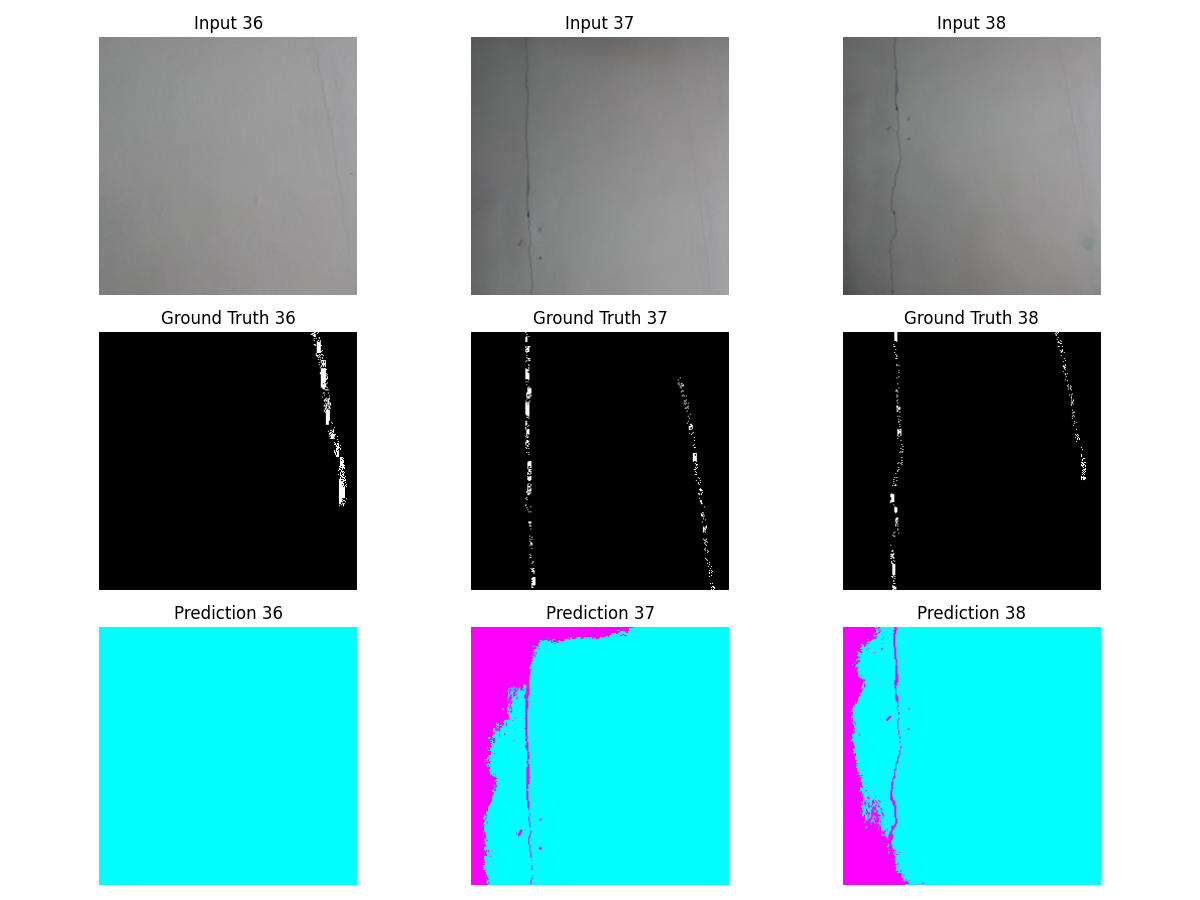 Input 36
Input 37
Input 38
Ground Truth 36
Ground Truth 37
Ground Truth 38
Prediction 36
Prediction 37
Prediction 38